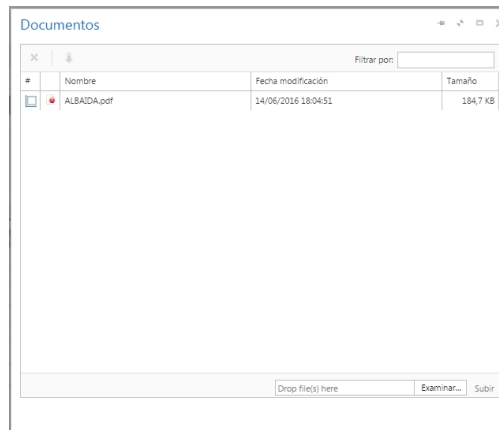 Documentos
Filtrar por:
# Nombre Fecha modificación Tamaño
ALBAIDA.pdf 14/06/2016 18:04:51 184,7 KB
Drop file(s) here Examinar... Subir